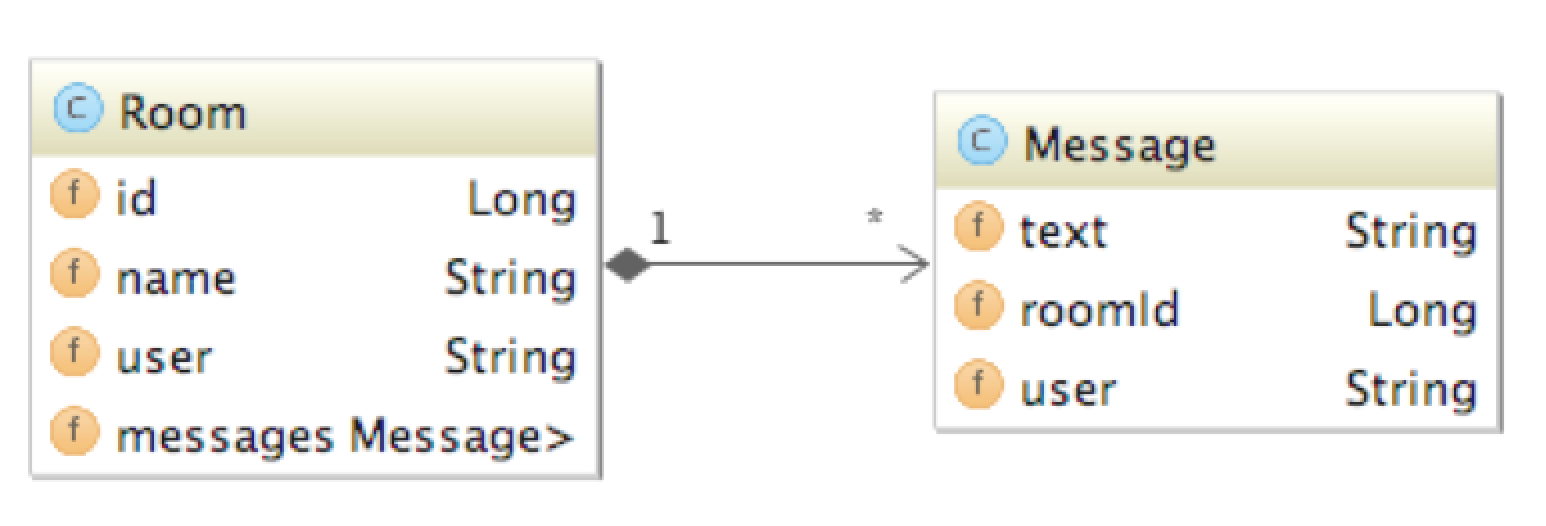 C Room
f id Long
f name String
f user String
f messages Message>
1 *
C Message
f text String
f roomId Long
f user String